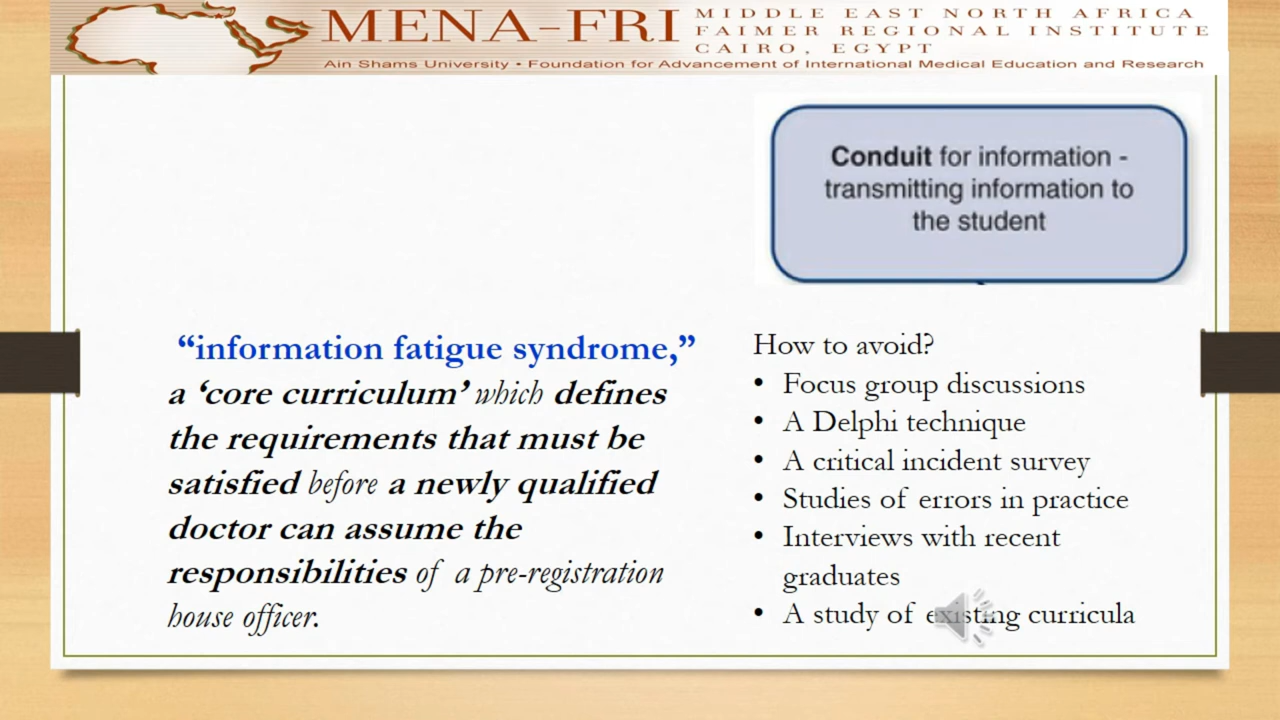 MENA-FRI
MIDDLE EAST NORTH AFRICA
FAIMER REGIONAL INSTITUTE
CAIRO, EGYPT
Ain Shams University • Foundation for Advancement of International Medical Education and Research
Conduit for information -
transmitting information to
the student
“information fatigue syndrome,”
a ‘core curriculum’ which defines
the requirements that must be
satisfied before a newly qualified
doctor can assume the
responsibilities of a pre-registration
house officer.
How to avoid?
• Focus group discussions
• A Delphi technique
• A critical incident survey
• Studies of errors in practice
• Interviews with recent
graduates
• A study of existing curricula